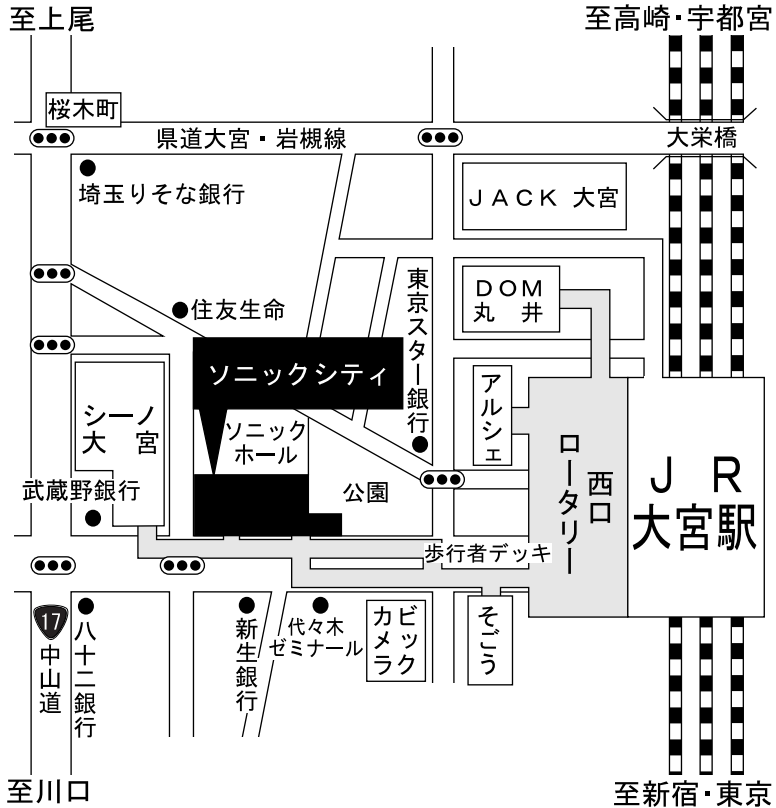 至上尾
至高崎・宇都宮
桜木町
県道大宮・岩槻線
大栄橋
埼玉りそな銀行
JACK 大宮
住友生命
東京スター銀行
DOM
丸井
ソニックシティ
アルシェ
シーノ
大宮
ソニック
ホール
西口
ロータリー
JR
大宮駅
武蔵野銀行
公園
歩行者デッキ
17
中山道
八十二銀行
新生銀行
代々木
ゼミナール
ビック
カメラ
そごう
至川口
至新宿・東京